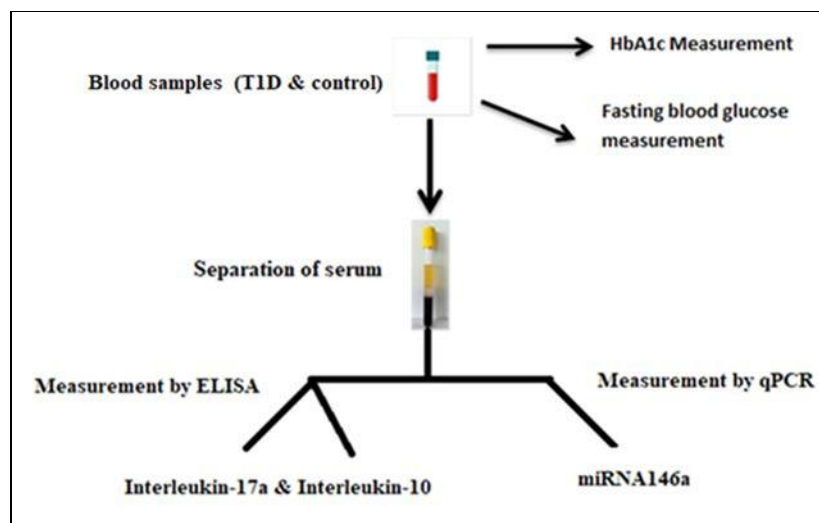 HbA1c Measurement
Blood samples (T1D & control)
Fasting blood glucose
measurement
Separation of serum
Measurement by ELISA
Measurement by qPCR
Interleukin-17a & Interleukin-10
miRNA146a